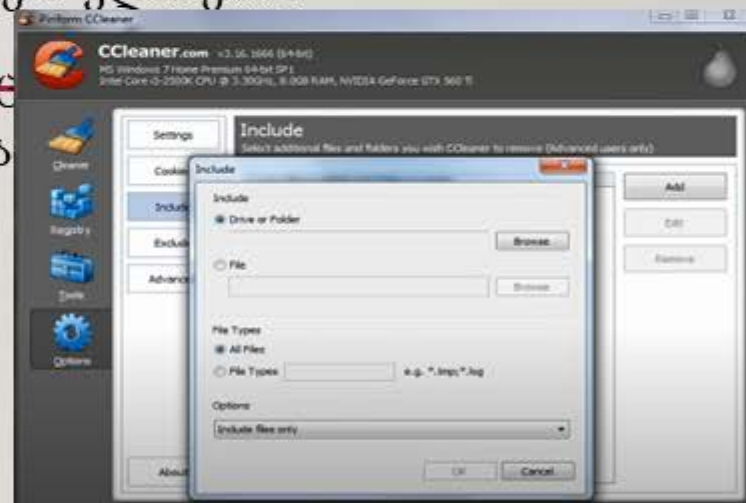 Piriform CCleaner
CCleaner.com v3.16.1666 (64-bit)
MS Windows 7 Home Premium 64-bit SP1
Intel Core i5-2500K CPU @ 3.30GHz, 8.0GB RAM, NVIDIA GeForce GTX 560 Ti
Cleaner
Registry
Tools
Options
Settings
Include
About
Include
Select additional files and folders you wish CCleaner to remove (Advanced users only)
Add
Edit
Remove
Include
Include
Drive or Folder
Browse
File
Browse
File Types
All Files
File Types
e.g. *.tmp;*.log
Options
Include files only
OK
Cancel